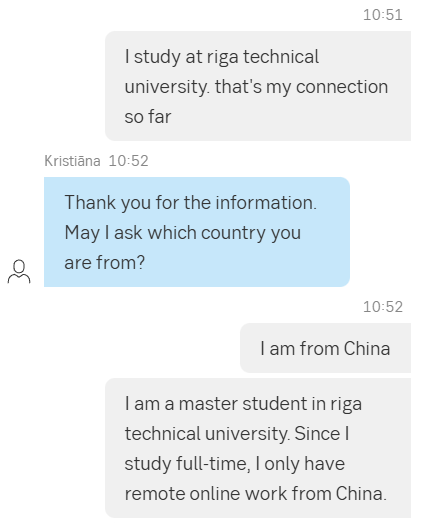 10:51
I study at riga technical
university. that's my connection
so far
Kristiāna 10:52
Thank you for the information.
May I ask which country you
are from?
10:52
I am from China
I am a master student in riga
technical university. Since I
study full-time, I only have
remote online work from China.